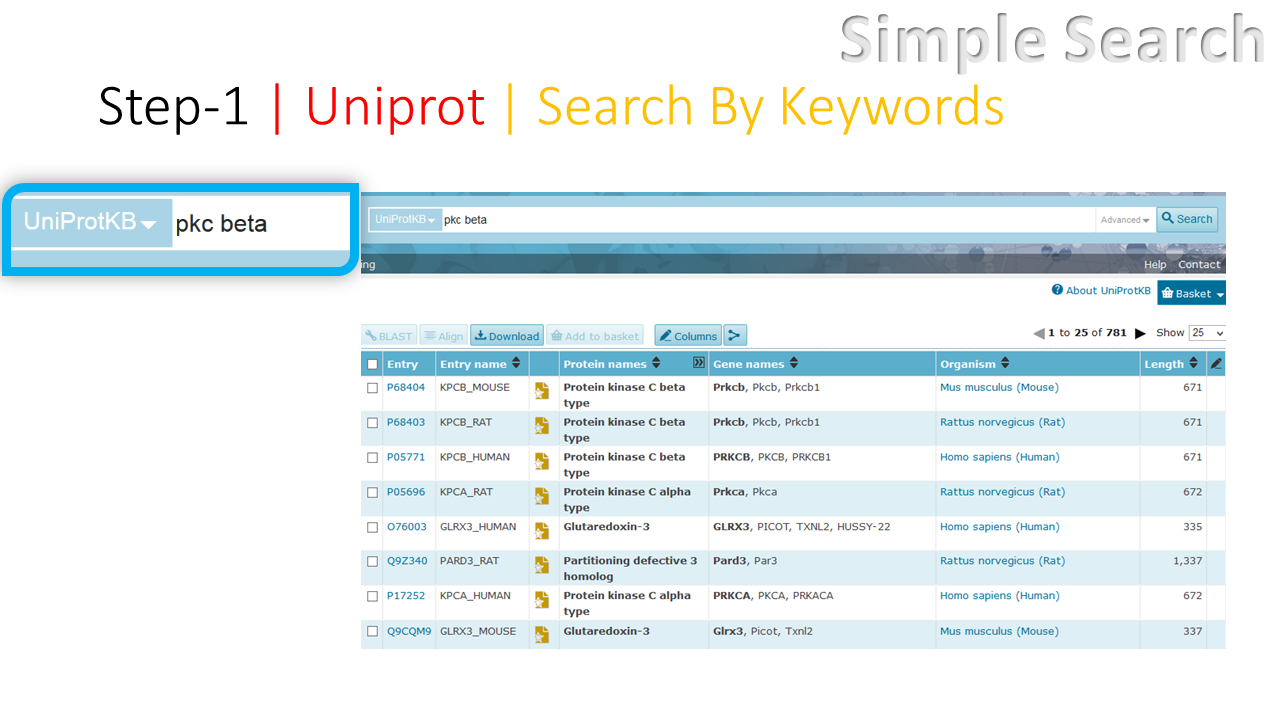 Simple Search
Step-1 | Uniprot | Search By Keywords
UniProtKB pkc beta
UniProtKB pkc beta Advanced Search
ing Help Contact
About UniProtKB Basket
BLAST Align Download Add to basket Columns 1 to 25 of 781 Show 25
Entry Entry name Protein names Gene names Organism Length
P68404 KPCB_MOUSE Protein kinase C beta Prkcb, Pkcb, Prkcb1 Mus musculus (Mouse) 671
type
P68403 KPCB_RAT Protein kinase C beta Prkcb, Pkcb, Prkcb1 Rattus norvegicus (Rat) 671
type
P05771 KPCB_HUMAN Protein kinase C beta PRKCB, PKCB, PRKCB1 Homo sapiens (Human) 671
type
P05696 KPCA_RAT Protein kinase C alpha Prkca, Pkca Rattus norvegicus (Rat) 672
type
O76003 GLRX3_HUMAN Glutaredoxin-3 GLRX3, PICOT, TXNL2, HUSSY-22 Homo sapiens (Human) 335
Q9Z340 PARD3_RAT Partitioning defective 3 Pard3, Par3 Rattus norvegicus (Rat) 1,337
homolog
P17252 KPCA_HUMAN Protein kinase C alpha PRKCA, PKCA, PRKACA Homo sapiens (Human) 672
type
Q9CQM9 GLRX3_MOUSE Glutaredoxin-3 Glrx3, Picot, Txnl2 Mus musculus (Mouse) 337